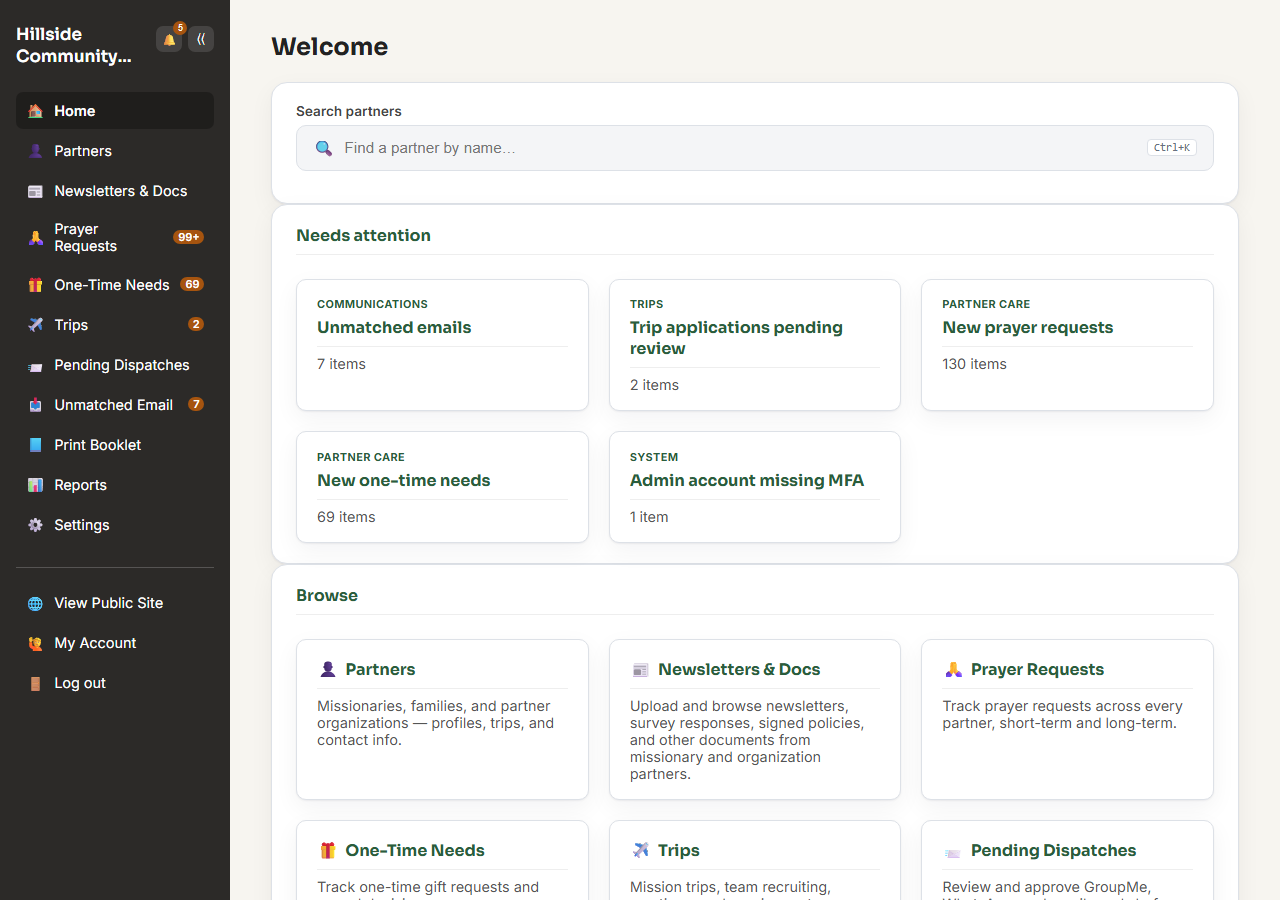 Hillside
Community...
5
Home
Partners
Newsletters & Docs
Prayer
Requests
99+
One-Time Needs 69
Trips 2
Pending Dispatches
Unmatched Email 7
Print Booklet
Reports
Settings
View Public Site
My Account
Log out
Welcome
Search partners
Find a partner by name...
Ctrl+K
Needs attention
COMMUNICATIONS
Unmatched emails
7 items
TRIPS
Trip applications pending
review
2 items
PARTNER CARE
New prayer requests
130 items
PARTNER CARE
New one-time needs
69 items
SYSTEM
Admin account missing MFA
1 item
Browse
Partners
Missionaries, families, and partner
organizations — profiles, trips, and
contact info.
Newsletters & Docs
Upload and browse newsletters,
survey responses, signed policies,
and other documents from
missionary and organization
partners.
Prayer Requests
Track prayer requests across every
partner, short-term and long-term.
One-Time Needs
Track one-time gift requests and
Trips
Mission trips, team recruiting,
Pending Dispatches
Review and approve GroupMe,